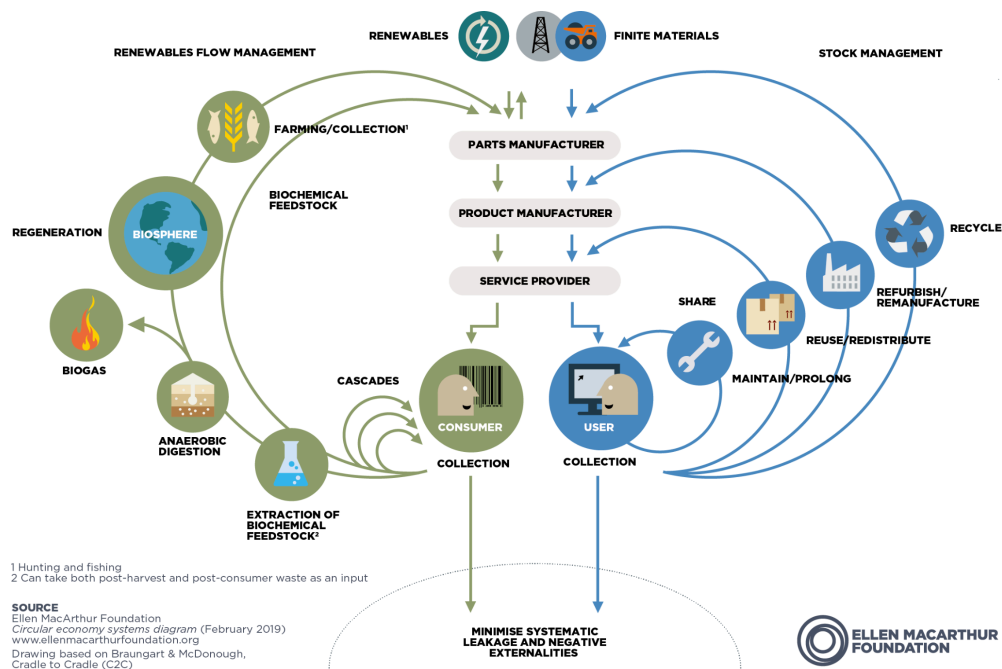 RENEWABLES
FINITE MATERIALS
RENEWABLES FLOW MANAGEMENT
STOCK MANAGEMENT
FARMING/COLLECTION¹
PARTS MANUFACTURER
BIOCHEMICAL
FEEDSTOCK
PRODUCT MANUFACTURER
REGENERATION
BIOSPHERE
RECYCLE
SERVICE PROVIDER
REFURBISH/
REMANUFACTURE
SHARE
REUSE/REDISTRIBUTE
BIOGAS
CASCADES
MAINTAIN/PROLONG
CONSUMER
USER
ANAEROBIC
DIGESTION
COLLECTION
COLLECTION
EXTRACTION OF
BIOCHEMICAL
FEEDSTOCK²
1 Hunting and fishing
2 Can take both post-harvest and post-consumer waste as an input
SOURCE
Ellen MacArthur Foundation
Circular economy systems diagram (February 2019)
www.ellenmacarthurfoundation.org
Drawing based on Braungart & McDonough,
Cradle to Cradle (C2C)
MINIMISE SYSTEMATIC
LEAKAGE AND NEGATIVE
EXTERNALITIES
ELLEN MACARTHUR
FOUNDATION